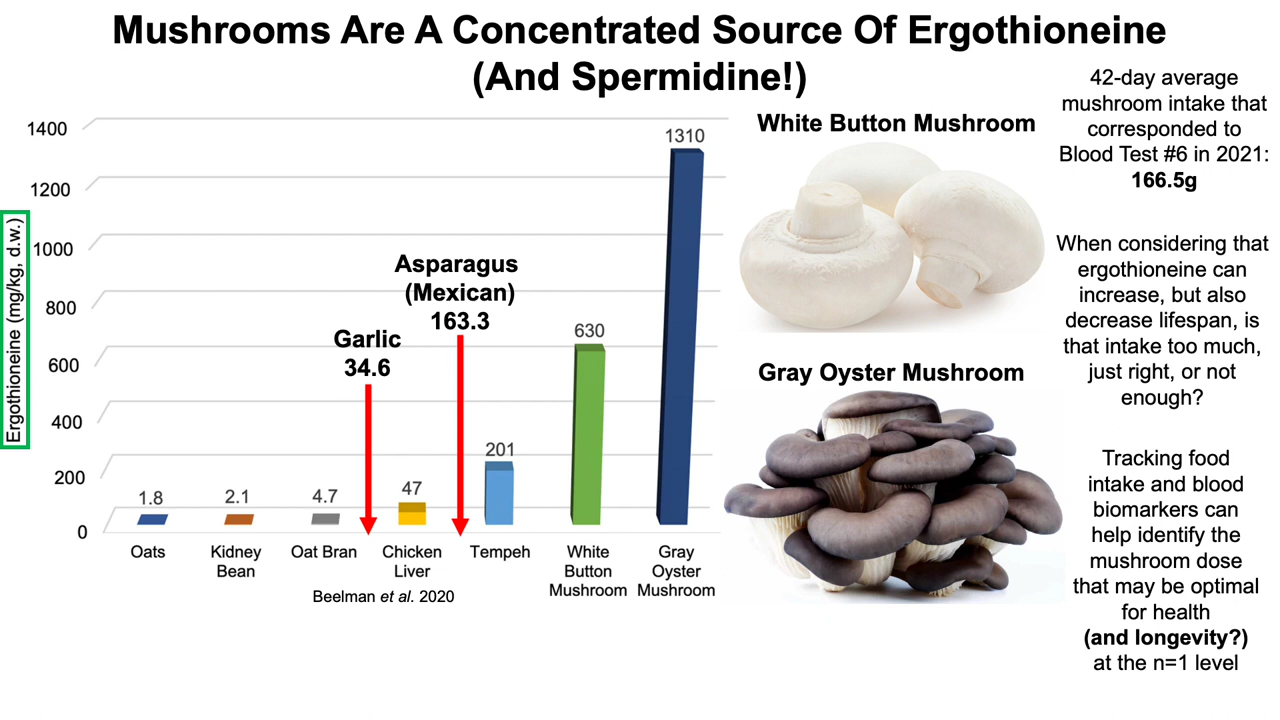 Mushrooms Are A Concentrated Source Of Ergothioneine
(And Spermidine!)
Ergothioneine (mg/kg, d.w.)
1400
1200
1000
800
600
400
200
0
1.8
2.1
4.7
Garlic
34.6
47
Asparagus
(Mexican)
163.3
201
630
1310
Oats
Kidney
Bean
Oat Bran
Chicken
Liver
Tempeh
White
Button
Mushroom
Gray
Oyster
Mushroom
Beelman et al. 2020
White Button Mushroom
Gray Oyster Mushroom
42-day average
mushroom intake that
corresponded to
Blood Test #6 in 2021:
166.5g
When considering that
ergothioneine can
increase, but also
decrease lifespan, is
that intake too much,
just right, or not
enough?
Tracking food
intake and blood
biomarkers can
help identify the
mushroom dose
that may be optimal
for health
(and longevity?)
at the n=1 level